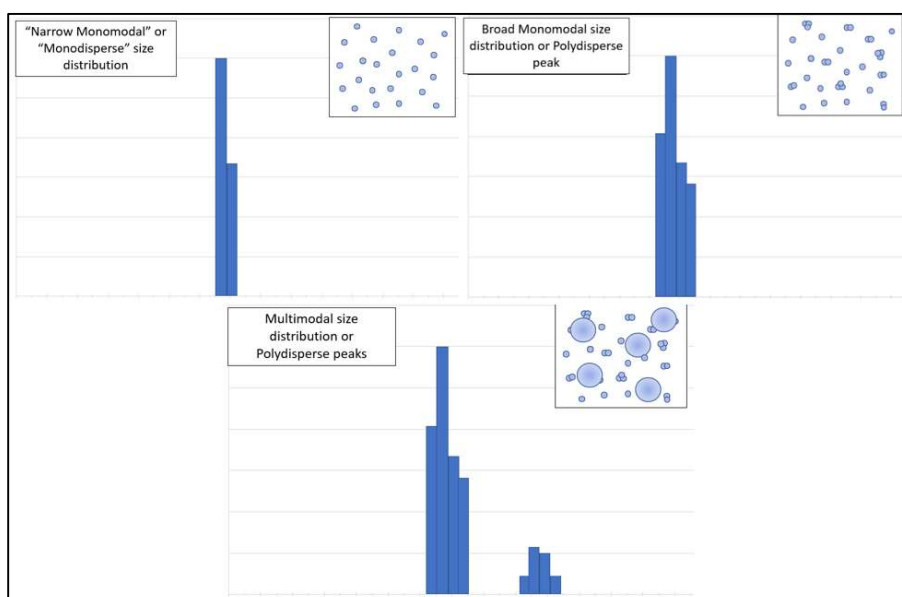 “Narrow Monomodal” or
“Monodisperse” size
distribution
Broad Monomodal size
distribution or Polydisperse
peak
Multimodal size
distribution or
Polydisperse peaks